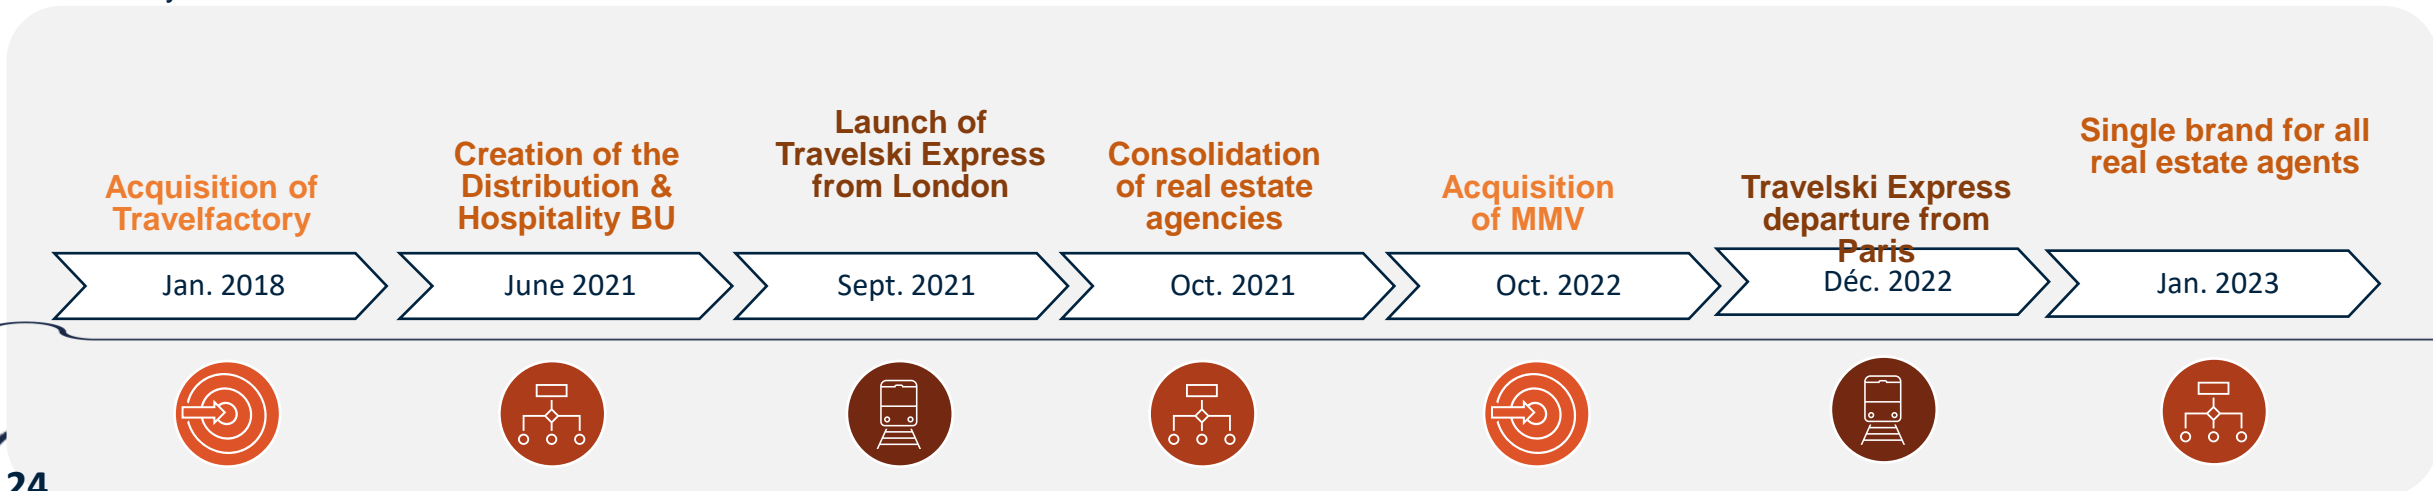 Acquisition of
Travelfactory
Creation of the
Distribution &
Hospitality BU
Launch of
Travelski Express
from London
Consolidation
of real estate
agencies
Acquisition
of MMV
Travelski Express
departure from
Paris
Single brand for all
real estate agents
Jan. 2018
June 2021
Sept. 2021
Oct. 2021
Oct. 2022
Déc. 2022
Jan. 2023
24